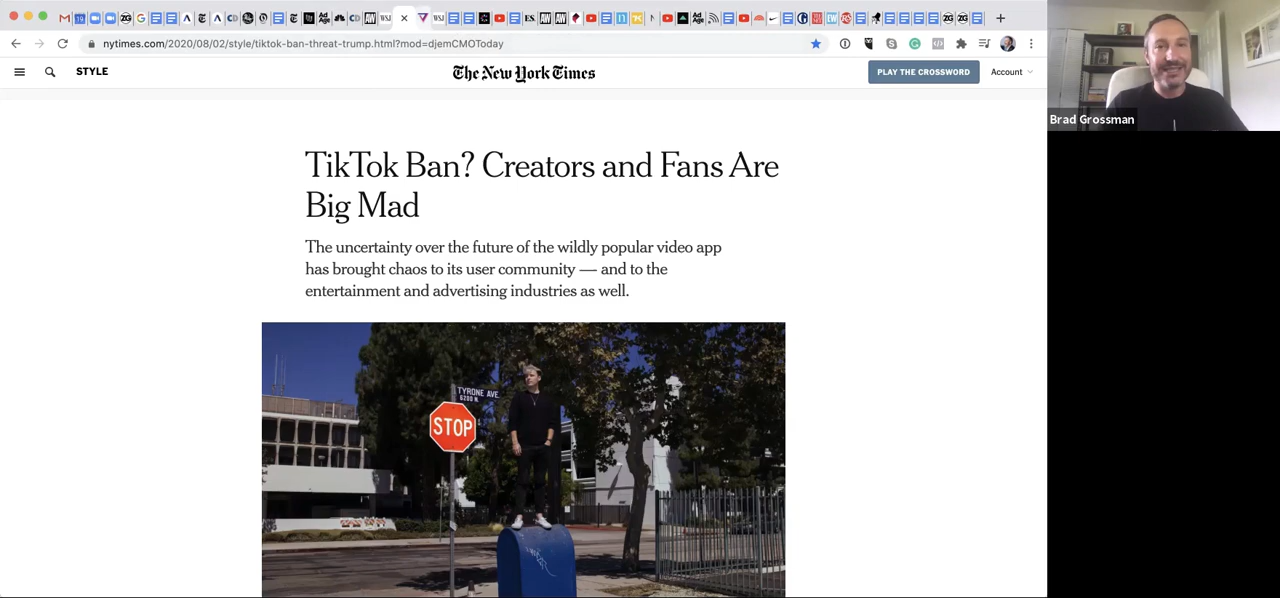 nytimes.com/2020/08/02/style/tiktok-ban-threat-trump.html?mod=djemCMOToday
STYLE
The New York Times
PLAY THE CROSSWORD
Account
Brad Grossman
TikTok Ban? Creators and Fans Are
Big Mad
The uncertainty over the future of the wildly popular video app
has brought chaos to its user community — and to the
entertainment and advertising industries as well.
TYRONE AVE.
6200 N.
STOP